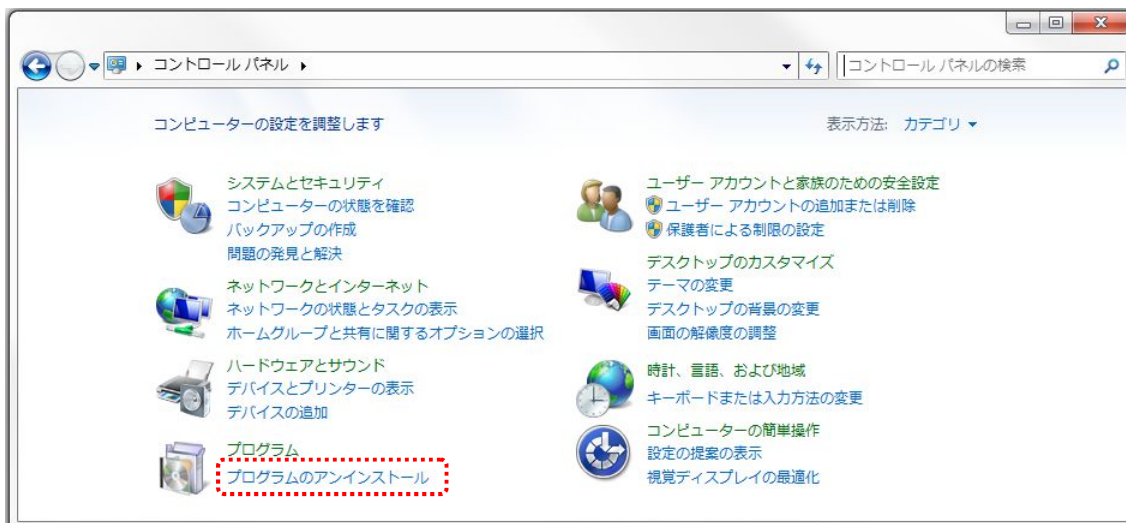 コントロール パネル
コントロール パネルの検索
コンピューターの設定を調整します
表示方法: カテゴリ
システムとセキュリティ
コンピューターの状態を確認
バックアップの作成
問題の発見と解決
ネットワークとインターネット
ネットワークの状態とタスクの表示
ホームグループと共有に関するオプションの選択
ハードウェアとサウンド
デバイスとプリンターの表示
デバイスの追加
プログラム
プログラムのアンインストール
ユーザー アカウントと家族のための安全設定
ユーザー アカウントの追加または削除
保護者による制限の設定
デスクトップのカスタマイズ
テーマの変更
デスクトップの背景の変更
画面の解像度の調整
時計、言語、および地域
キーボードまたは入力方法の変更
コンピューターの簡単操作
設定の提案の表示
視覚ディスプレイの最適化